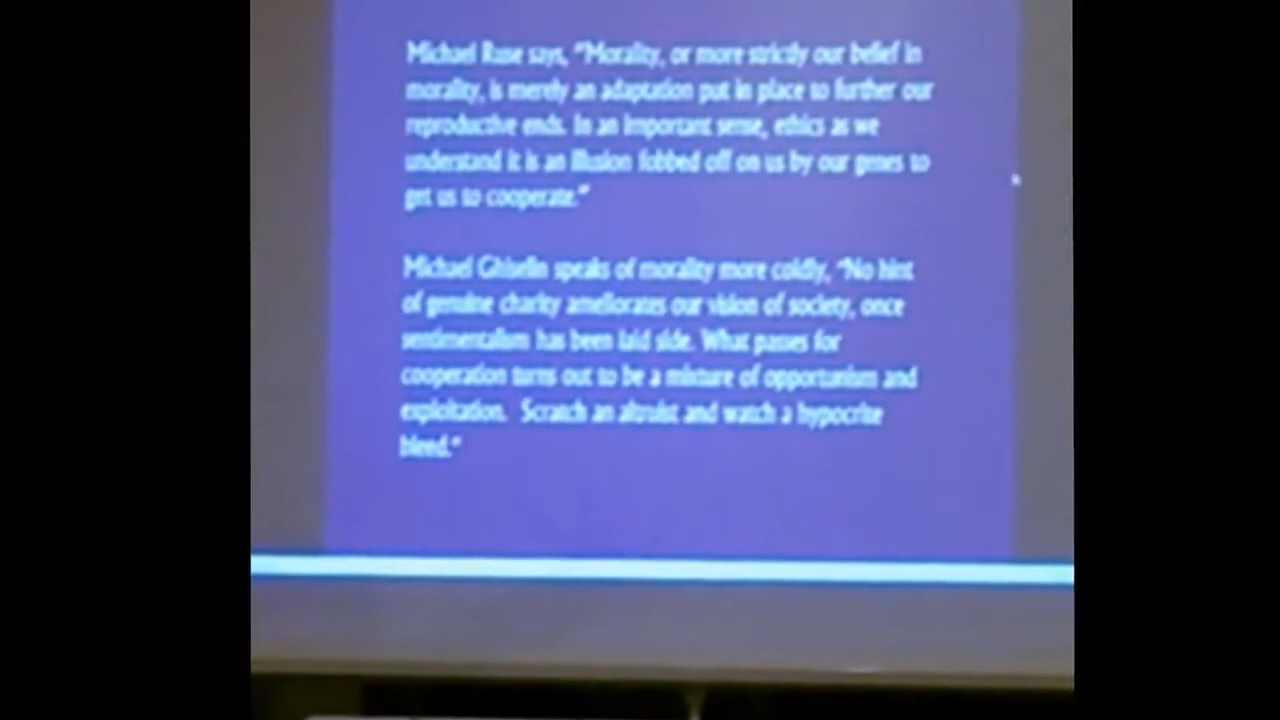 Michael Ruse says, "Morality, or more strictly our belief in
morality, is merely an adaptation put in place to further our
reproductive ends. In an important sense, ethics as we
understand it is an illusion fobbed off on us by our genes to
get us to cooperate."
Michael Ghiselin speaks of morality more coldly, "No hint
of genuine charity ameliorates our vision of society, once
sentimentalism has been laid side. What passes for
cooperation turns out to be a mixture of opportunism and
exploitation. Scratch an altruist and watch a hypocrite
bleed."